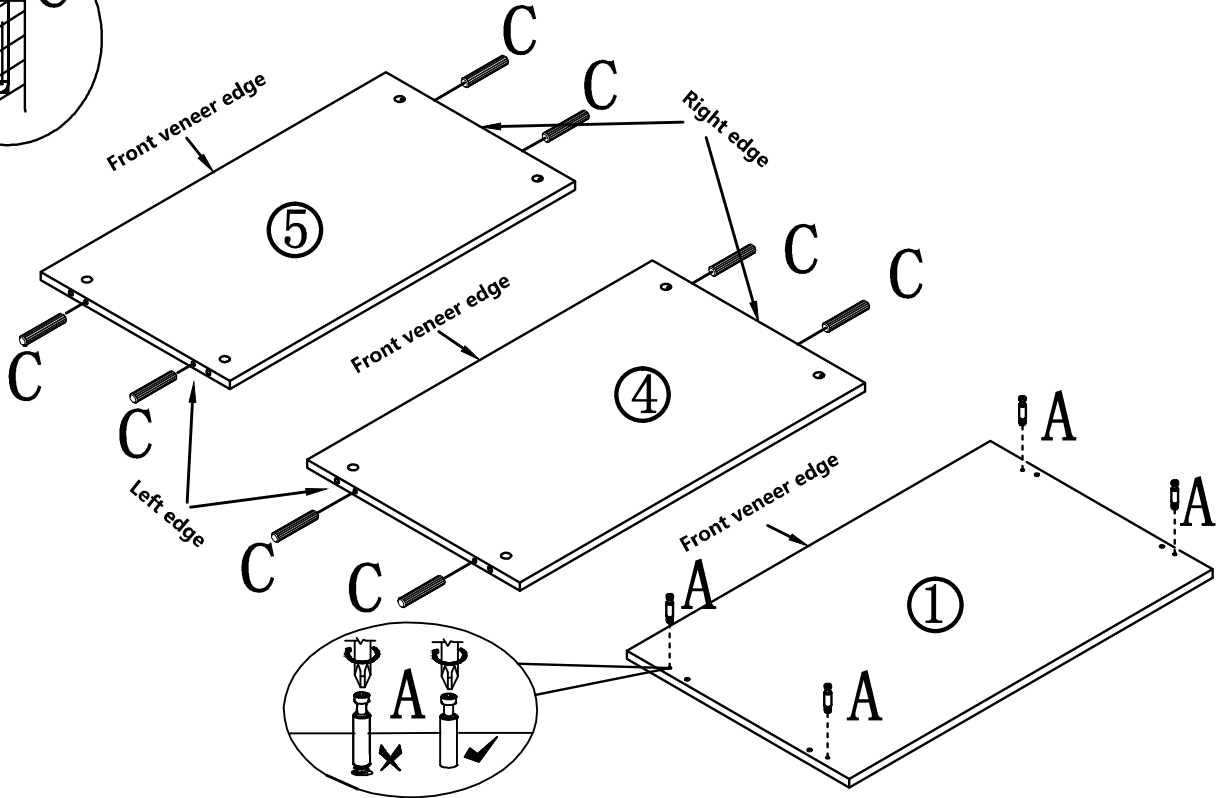 C
C
C
Front veneer edge
Right edge
⑤
C
C
C
C
Front veneer edge
④
Left edge
C
C
A
A
Front veneer edge
A
①
A
A